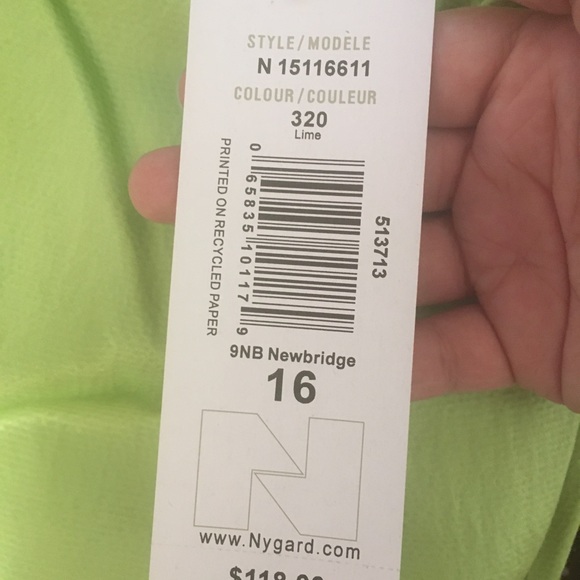 STYLE/MODÈLE
N 15116611
COLOUR/COULEUR
320
Lime
0 65835 10117 9
513713
PRINTED ON RECYCLED PAPER
9NB Newbridge
16
www.Nygard.com